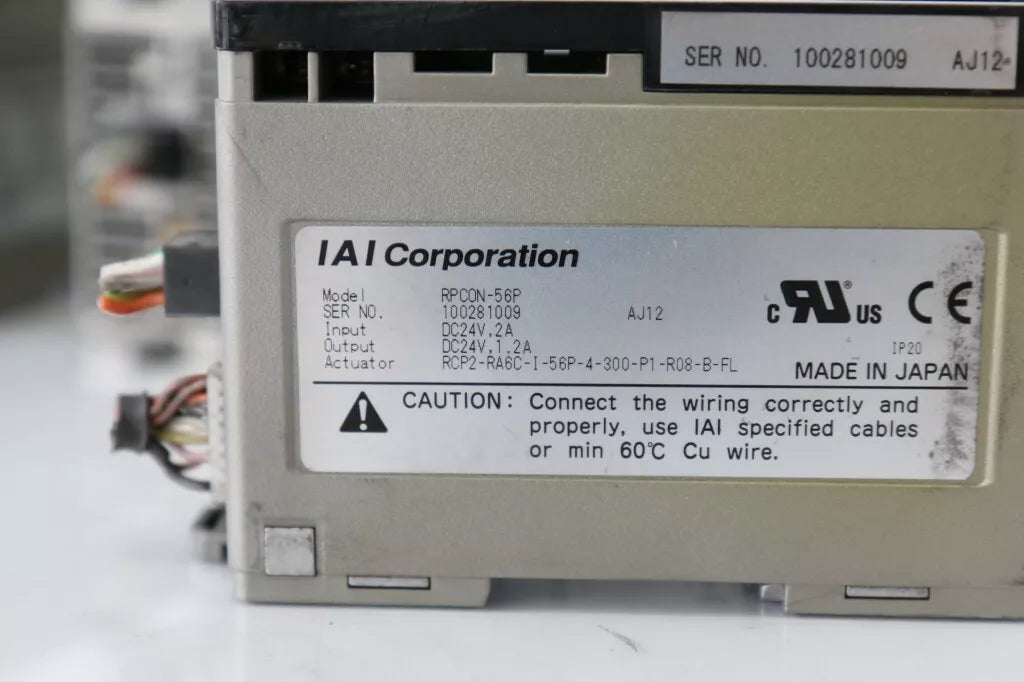 SER NO. 100281009 AJ12-
IAI Corporation
Model RPCON-56P
SER NO. 100281009 AJ12
Input DC24V,2A
Output DC24V,1.2A
Actuator RCP2-RA6C-I-56P-4-300-P1-R08-B-FL
c RU ® US CE
IP20
MADE IN JAPAN
CAUTION: Connect the wiring correctly and
properly, use IAI specified cables
or min 60℃ Cu wire.